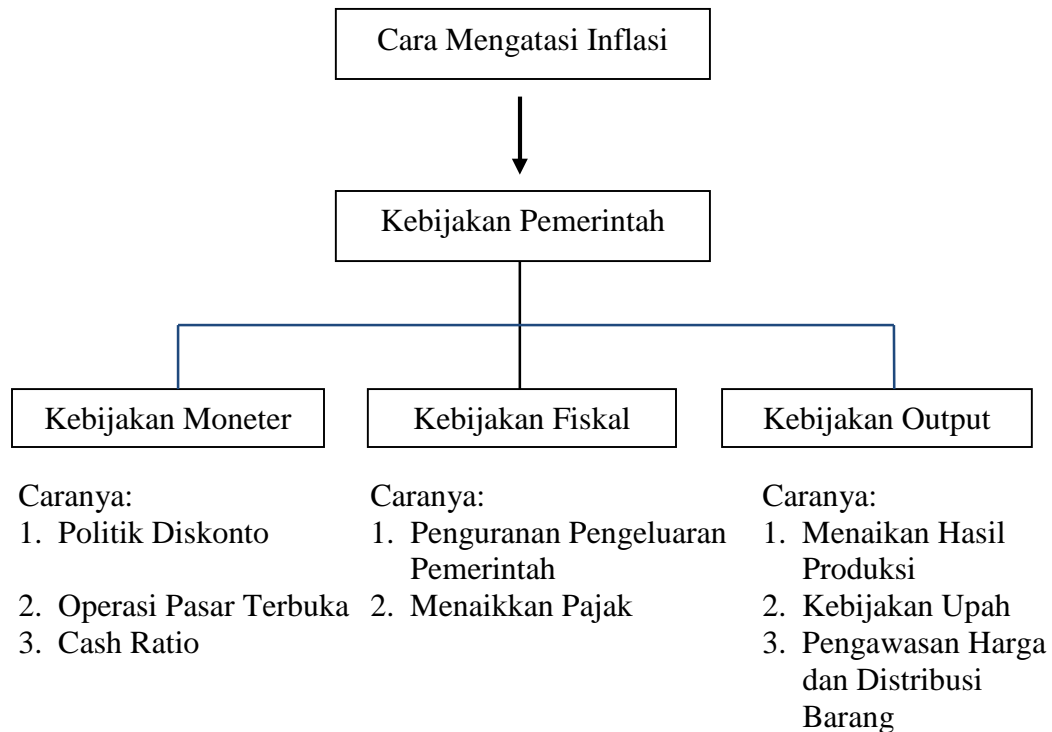 Cara Mengatasi Inflasi
Kebijakan Pemerintah
Kebijakan Moneter
Kebijakan Fiskal
Kebijakan Output
Caranya:
1. Politik Diskonto
2. Operasi Pasar Terbuka
3. Cash Ratio
Caranya:
1. Penguranan Pengeluaran
Pemerintah
2. Menaikkan Pajak
Caranya:
1. Menaikan Hasil
Produksi
2. Kebijakan Upah
3. Pengawasan Harga
dan Distribusi
Barang